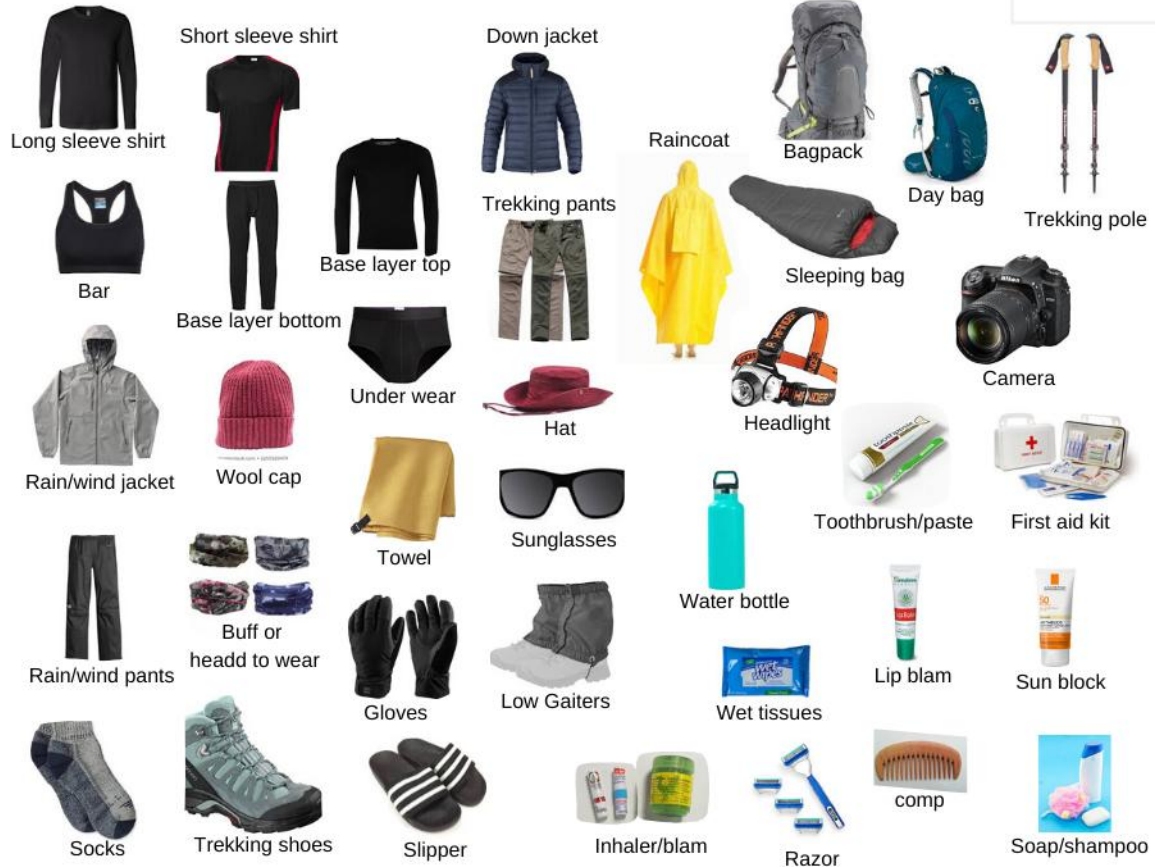 Short sleeve shirt
Down jacket
Long sleeve shirt
Raincoat
Bagpack
Day bag
Trekking pole
Trekking pants
Base layer top
Sleeping bag
Bar
Base layer bottom
Nikon
Under wear
Camera
Hat
Headlight
Rain/wind jacket
Wool cap
Towel
Sunglasses
Toothbrush/paste
First aid kit
Water bottle
Buff or
headd to wear
Rain/wind pants
Gloves
Low Gaiters
Wet Wipes
Wet tissues
Lip blam
Sun block
Socks
Trekking shoes
Slipper
Inhaler/blam
Razor
comp
Soap/shampoo